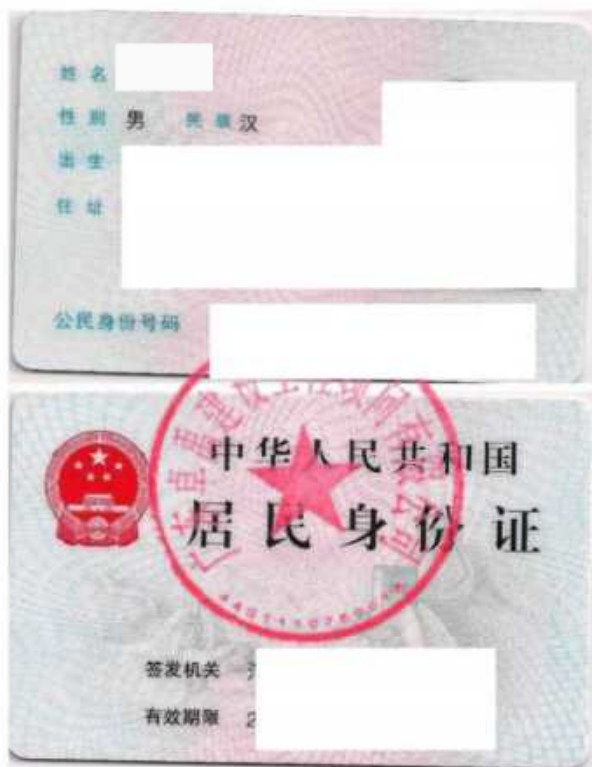 姓名
性别 男 民族 汉
出生
住址
公民身份号码
中华人民共和国
居民身份证
签发机关
有效期限 2